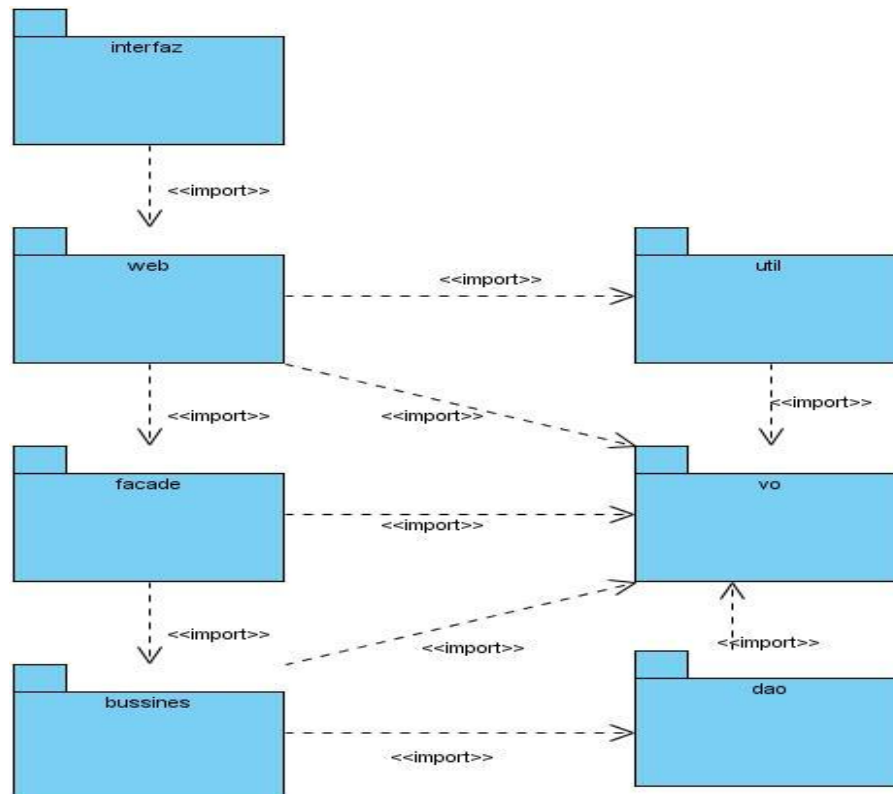 interfaz
<<import>>
web
<<import>>
util
<<import>>
<<import>>
<<import>>
facade
<<import>>
vo
<<import>>
<<import>>
<<import>>
bussines
<<import>>
dao